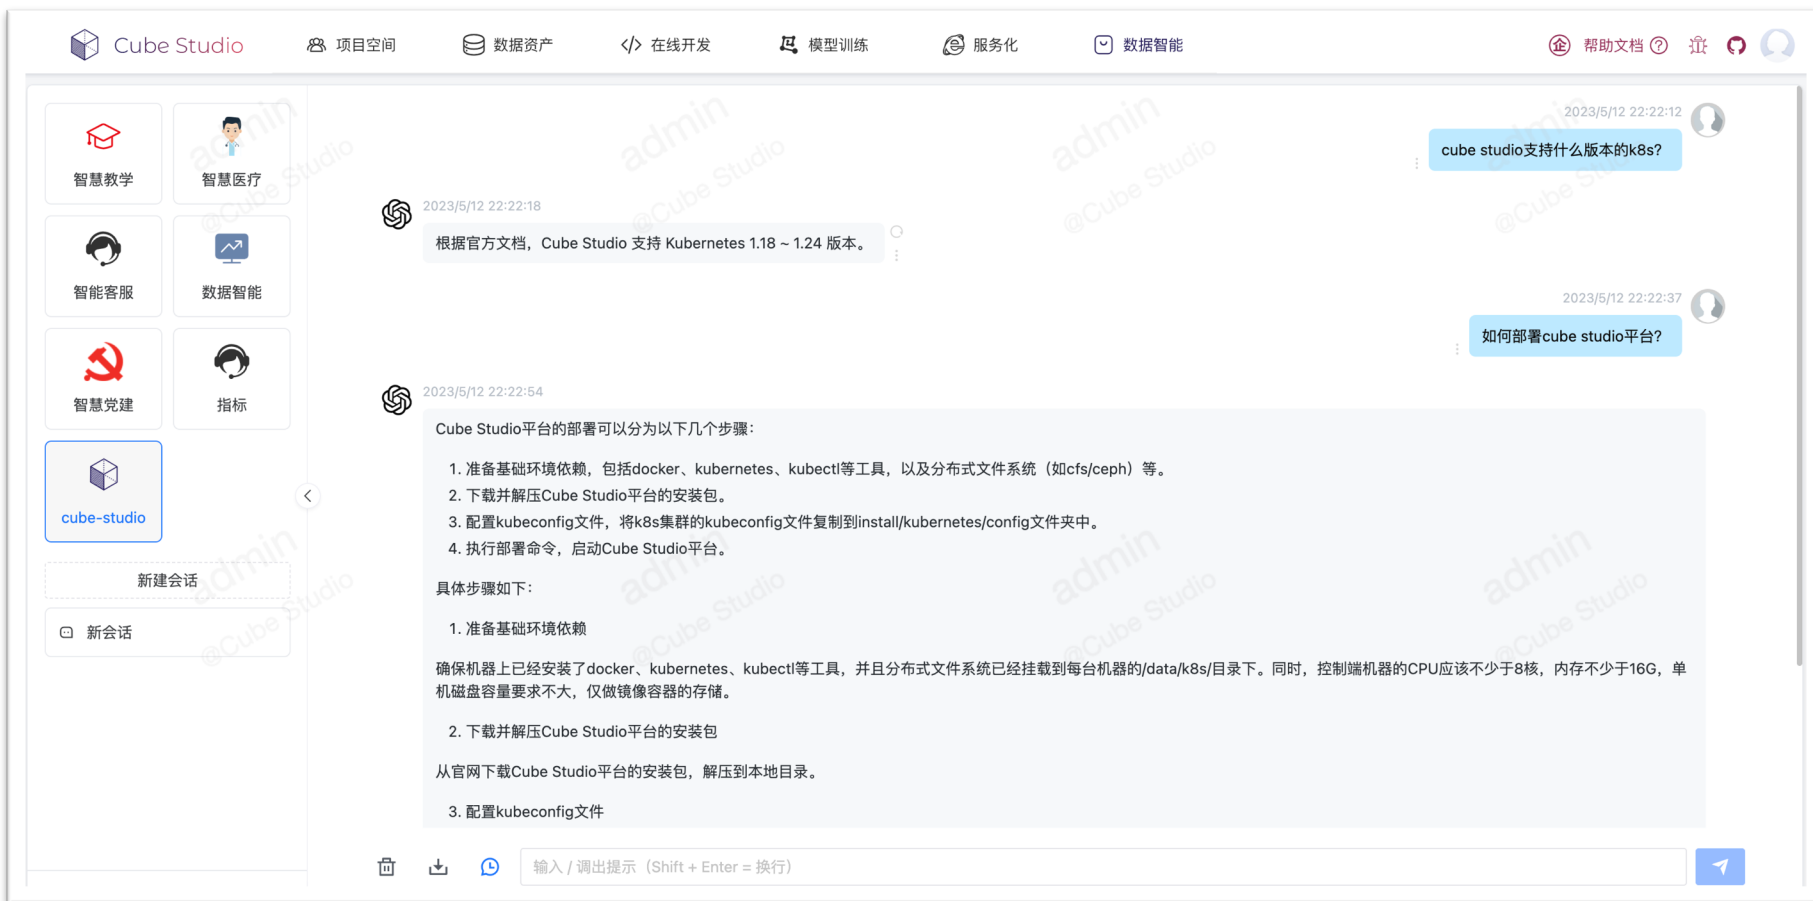 Cube Studio
项目空间
数据资产
在线开发
模型训练
服务化
数据智能
企
帮助文档
智慧教学
智慧医疗
智能客服
数据智能
智慧党建
指标
cube-studio
新建会话
新会话
2023/5/12 22:22:12
cube studio支持什么版本的k8s?
2023/5/12 22:22:18
根据官方文档，Cube Studio 支持 Kubernetes 1.18 ~ 1.24 版本。
2023/5/12 22:22:37
如何部署cube studio平台?
2023/5/12 22:22:54
Cube Studio平台的部署可以分为以下几个步骤：
1. 准备基础环境依赖，包括docker、kubernetes、kubectl等工具，以及分布式文件系统（如cfs/ceph）等。
2. 下载并解压Cube Studio平台的安装包。
3. 配置kubeconfig文件，将k8s集群的kubeconfig文件复制到install/kubernetes/config文件夹中。
4. 执行部署命令，启动Cube Studio平台。
具体步骤如下：
1. 准备基础环境依赖
确保机器上已经安装了docker、kubernetes、kubectl等工具，并且分布式文件系统已经挂载到每台机器的/data/k8s/目录下。同时，控制端机器的CPU应该不少于8核，内存不少于16G，单
机磁盘容量要求不大，仅做镜像容器的存储。
2. 下载并解压Cube Studio平台的安装包
从官网下载Cube Studio平台的安装包，解压到本地目录。
3. 配置kubeconfig文件
输入 / 调出提示（Shift + Enter = 换行）
admin
@Cube Studio
admin
@Cube Studio
admin
@Cube Studio
admin
@Cube Studio
admin
@Cube Studio
admin
@Cube Studio
admin
@Cube Studio
admin
@Cube Studio